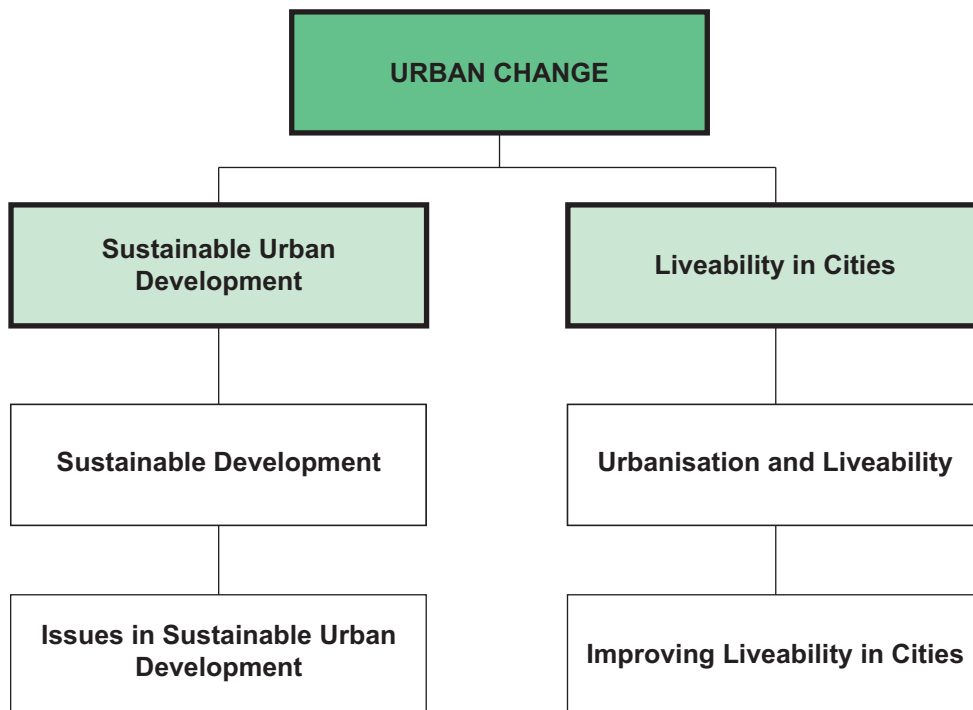 URBAN CHANGE
Sustainable Urban
Development
Liveability in Cities
Sustainable Development
Urbanisation and Liveability
Issues in Sustainable Urban
Development
Improving Liveability in Cities